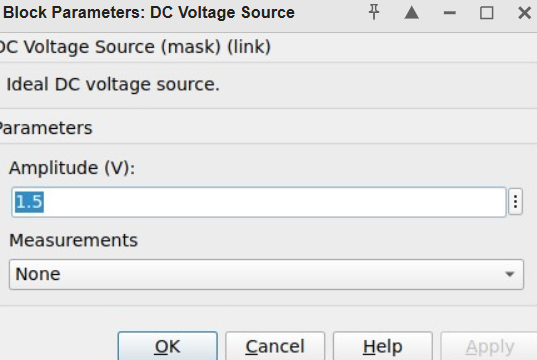 Block Parameters: DC Voltage Source
DC Voltage Source (mask) (link)
Ideal DC voltage source.
Parameters
Amplitude (V):
1.5
Measurements
None
OK Cancel Help Apply